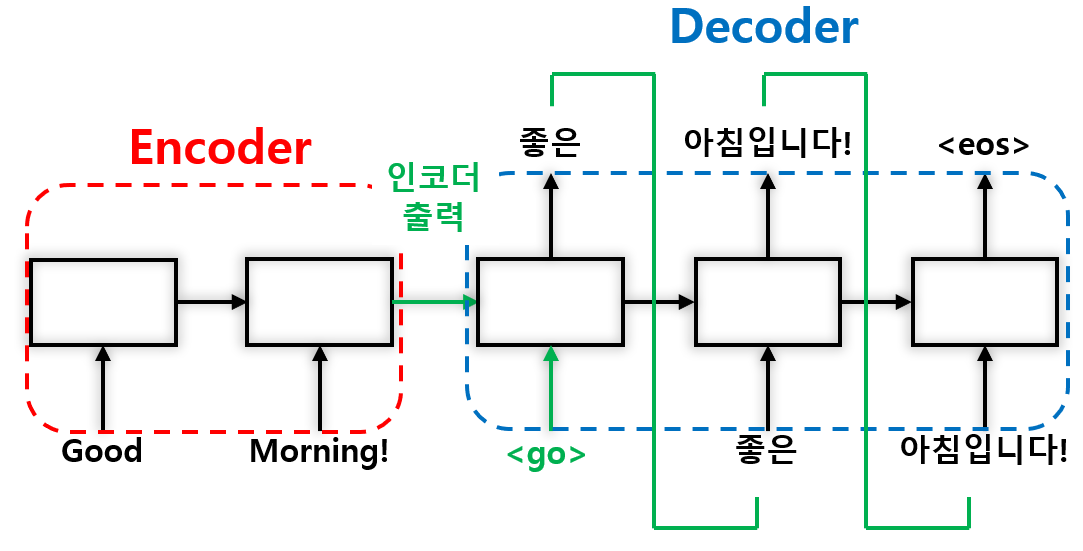 Decoder
Encoder
좋은
아침입니다!
<eos>
인코더
출력
Good
Morning!
<go>
좋은
아침입니다!